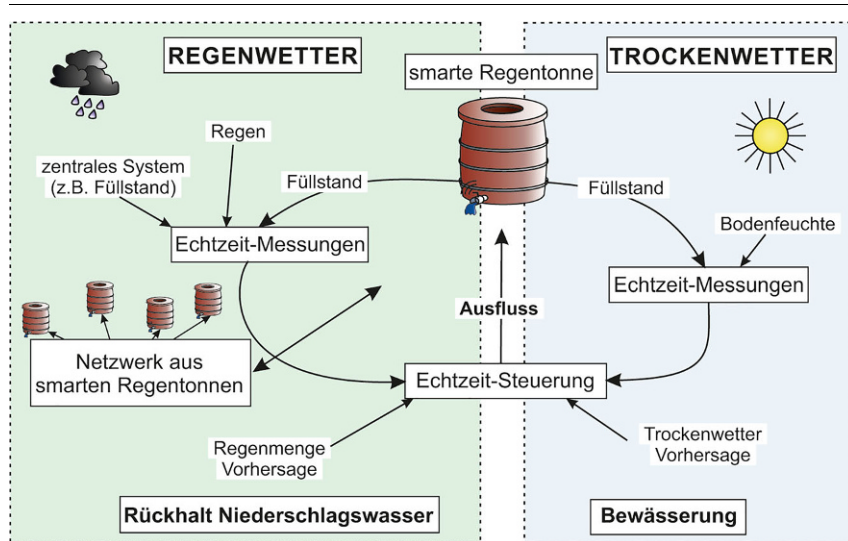 REGENWETTER
smarte Regentonne
TROCKENWETTER
Regen
zentrales System
(z.B. Füllstand)
Füllstand
Füllstand
Bodenfeuchte
Echtzeit-Messungen
Echtzeit-Messungen
Ausfluss
Netzwerk aus
smarten Regentonnen
Echtzeit-Steuerung
Regenmenge
Vorhersage
Trockenwetter
Vorhersage
Rückhalt Niederschlagswasser
Bewässerung